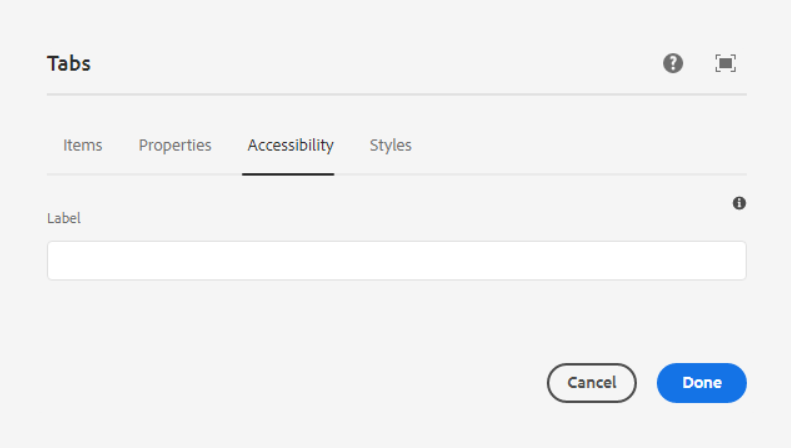 Tabs
Items Properties Accessibility Styles
Label
Cancel Done